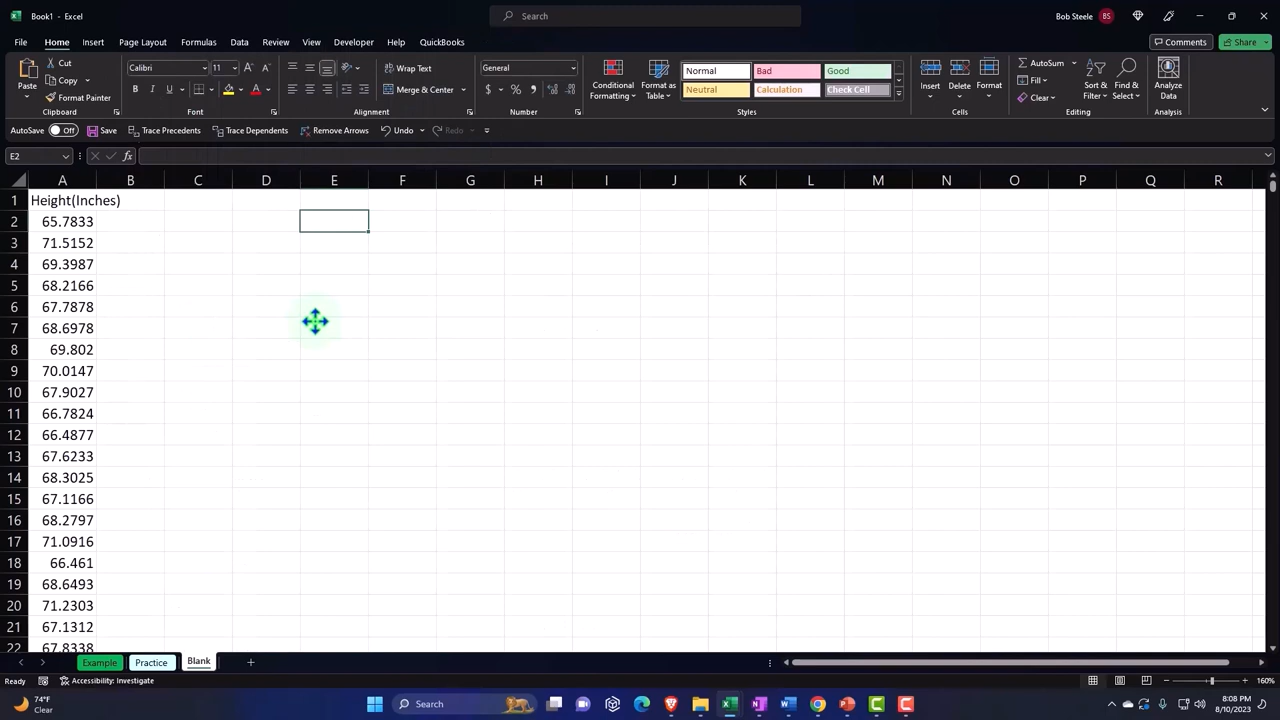 Book1 - Excel
Search
Bob Steele BS
File Home Insert Page Layout Formulas Data Review View Developer Help QuickBooks
Comments Share
Paste
Cut
Copy
Format Painter
Clipboard
Calibri 11
B I U
Font
Wrap Text
Merge & Center
Alignment
General
$ % 9
Number
Conditional Formatting
Format as Table
Normal Bad Good
Neutral Calculation Check Cell
Styles
Insert Delete Format
Cells
AutoSum
Fill
Clear
Sort & Filter
Find & Select
Editing
Analyze Data
Analysis
AutoSave Off Save Trace Precedents Trace Dependents Remove Arrows Undo Redo
E2 fx
A B C D E F G H I J K L M N O P Q R
1 Height(Inches)
2 65.7833
3 71.5152
4 69.3987
5 68.2166
6 67.7878
7 68.6978
8 69.802
9 70.0147
10 67.9027
11 66.7824
12 66.4877
13 67.6233
14 68.3025
15 67.1166
16 68.2797
17 71.0916
18 66.461
19 68.6493
20 71.2303
21 67.1312
22 67.8338
Example Practice Blank
Ready Accessibility: Investigate 160%
74°F
Clear
Search
8:08 PM
8/10/2023